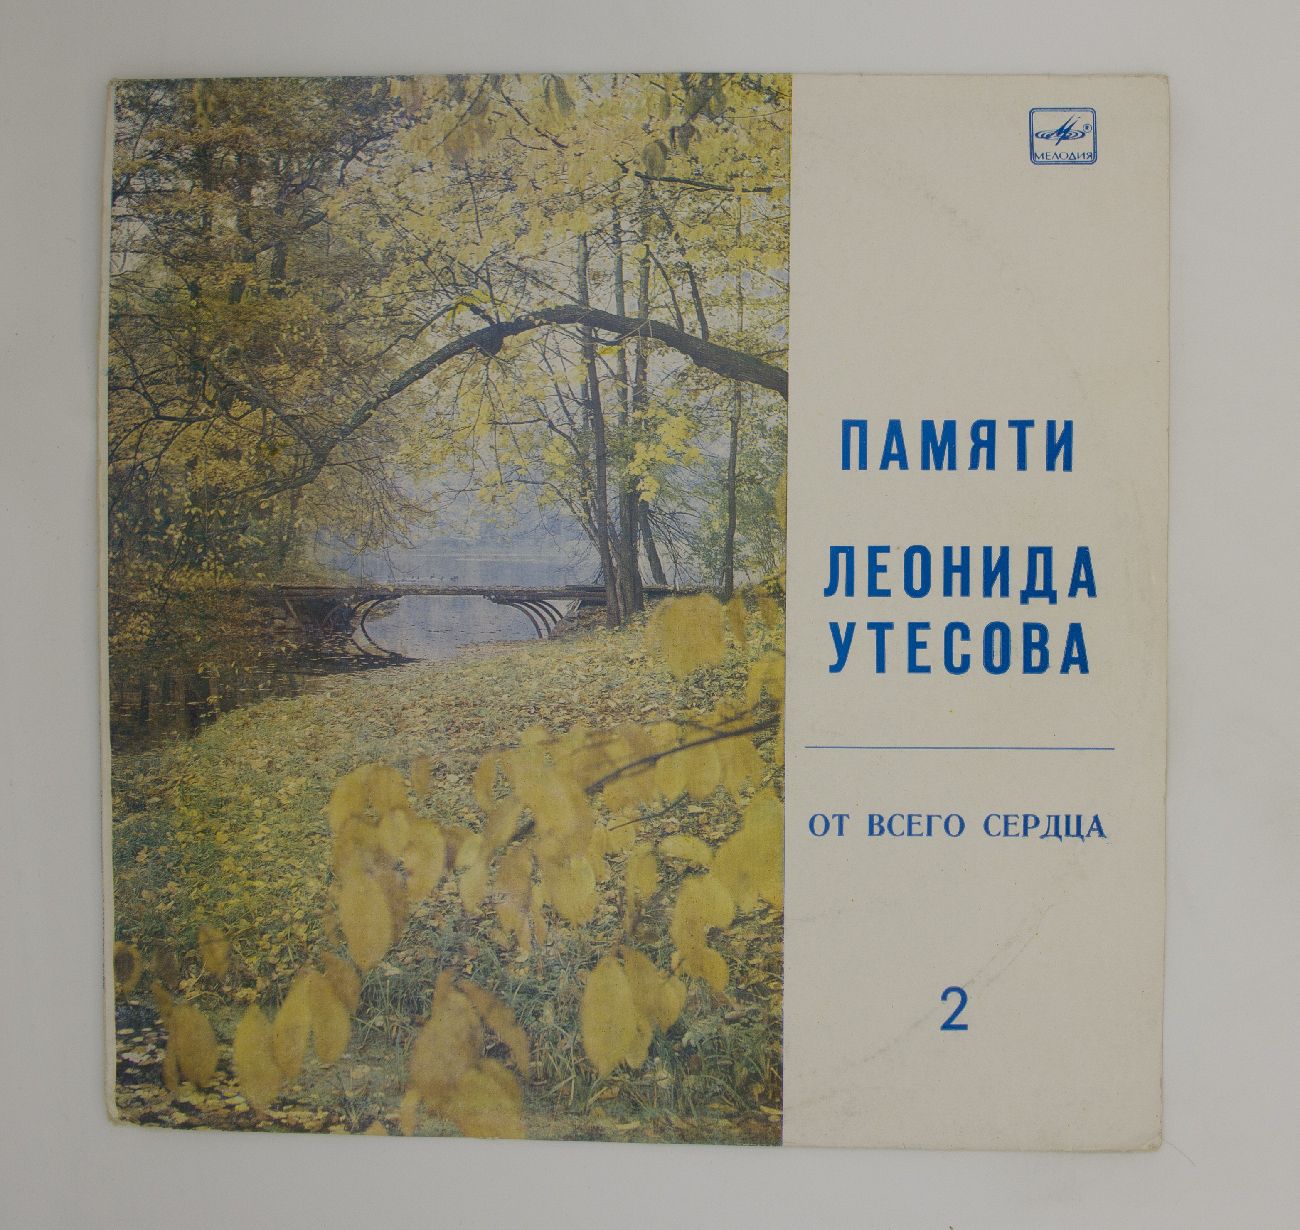 МЕЛОДИЯ ®
ПАМЯТИ
ЛЕОНИДА
УТЕСОВА
ОТ ВСЕГО СЕРДЦА
2